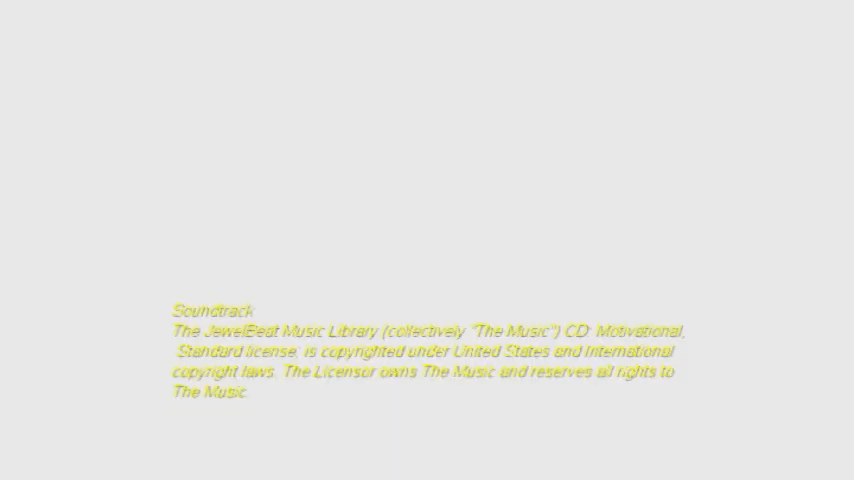 Soundtrack
The JewelBeat Music Library (collectively "The Music") CD: Motivational,
Standard license, is copyrighted under United States and International
copyright laws. The Licensor owns The Music and reserves all rights to
The Music.